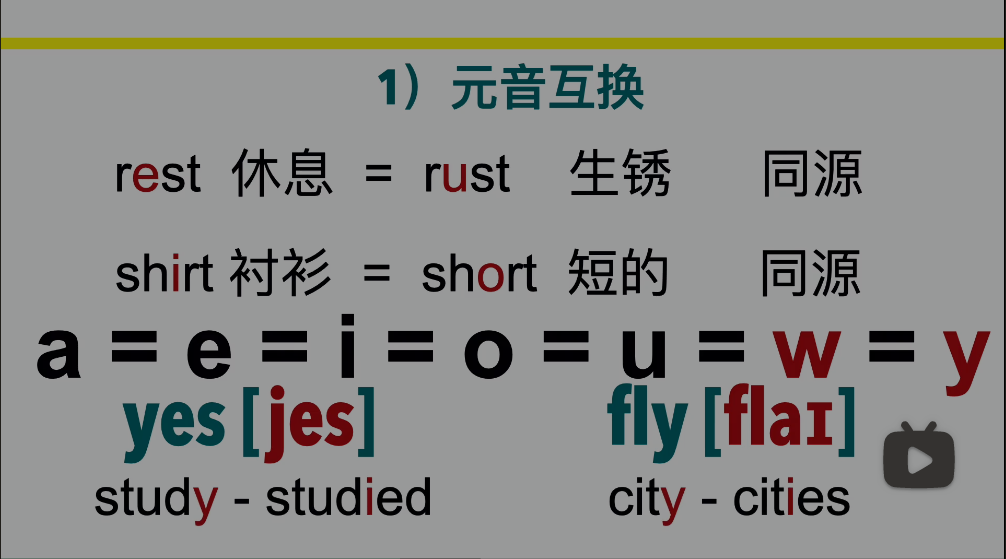 1）元音互换
rest 休息 = rust 生锈 同源
shirt 衬衫 = short 短的 同源
a = e = i = o = u = w = y
yes [jes] fly [flaɪ]
study - studied city - cities